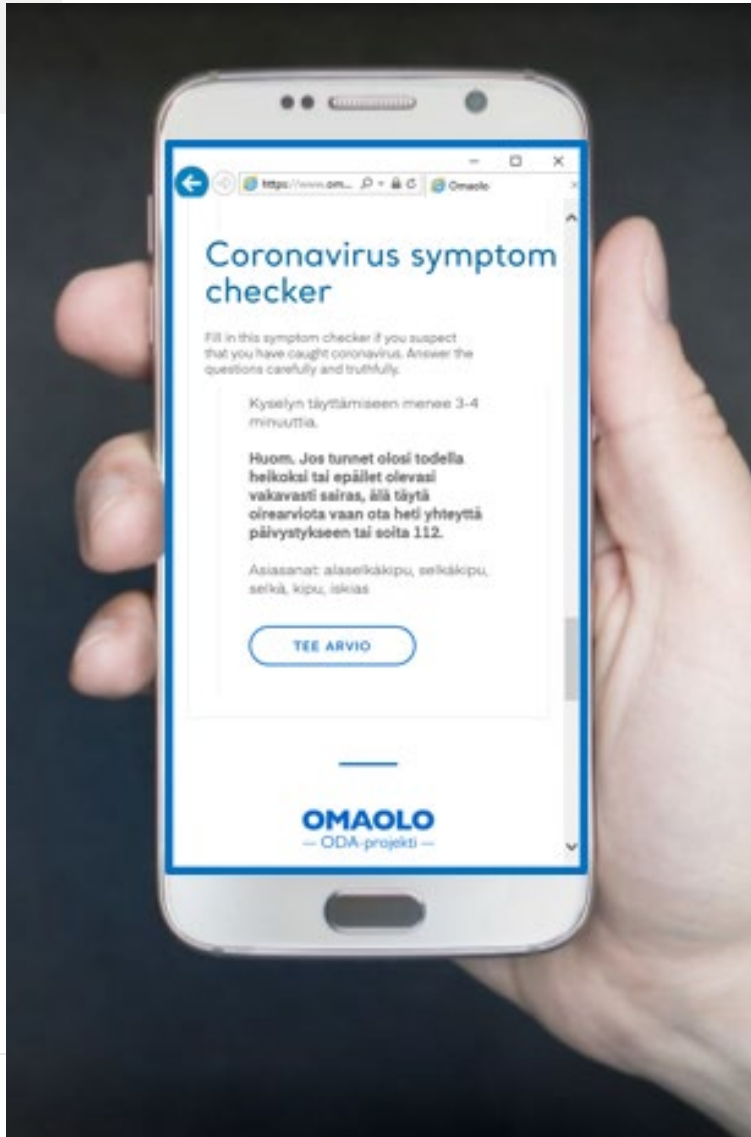 https://www.om...
Omaolo
Coronavirus symptom
checker
Fill in this symptom checker if you suspect
that you have caught coronavirus. Answer the
questions carefully and truthfully.
Kyselyn täyttämiseen menee 3-4
minuuttia.
Huom. Jos tunnet olosi todella
heikoksi tai epäilet olevasi
vakavasti sairas, älä täytä
oirearviota vaan ota heti yhteyttä
päivystykseen tai soita 112.
Asiasanat: alaselkäkipu, selkäkipu,
selkä, kipu, iskias
TEE ARVIO
OMAOLO
— ODA-projekti —